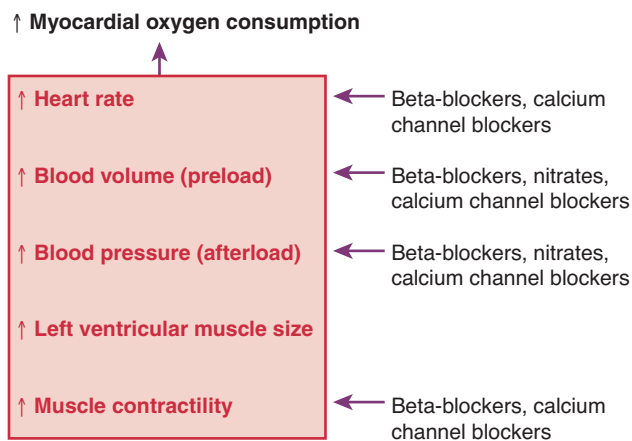 ↑ Myocardial oxygen consumption
↑ Heart rate
Beta-blockers, calcium
channel blockers
↑ Blood volume (preload)
Beta-blockers, nitrates,
calcium channel blockers
↑ Blood pressure (afterload)
Beta-blockers, nitrates,
calcium channel blockers
↑ Left ventricular muscle size
↑ Muscle contractility
Beta-blockers, calcium
channel blockers